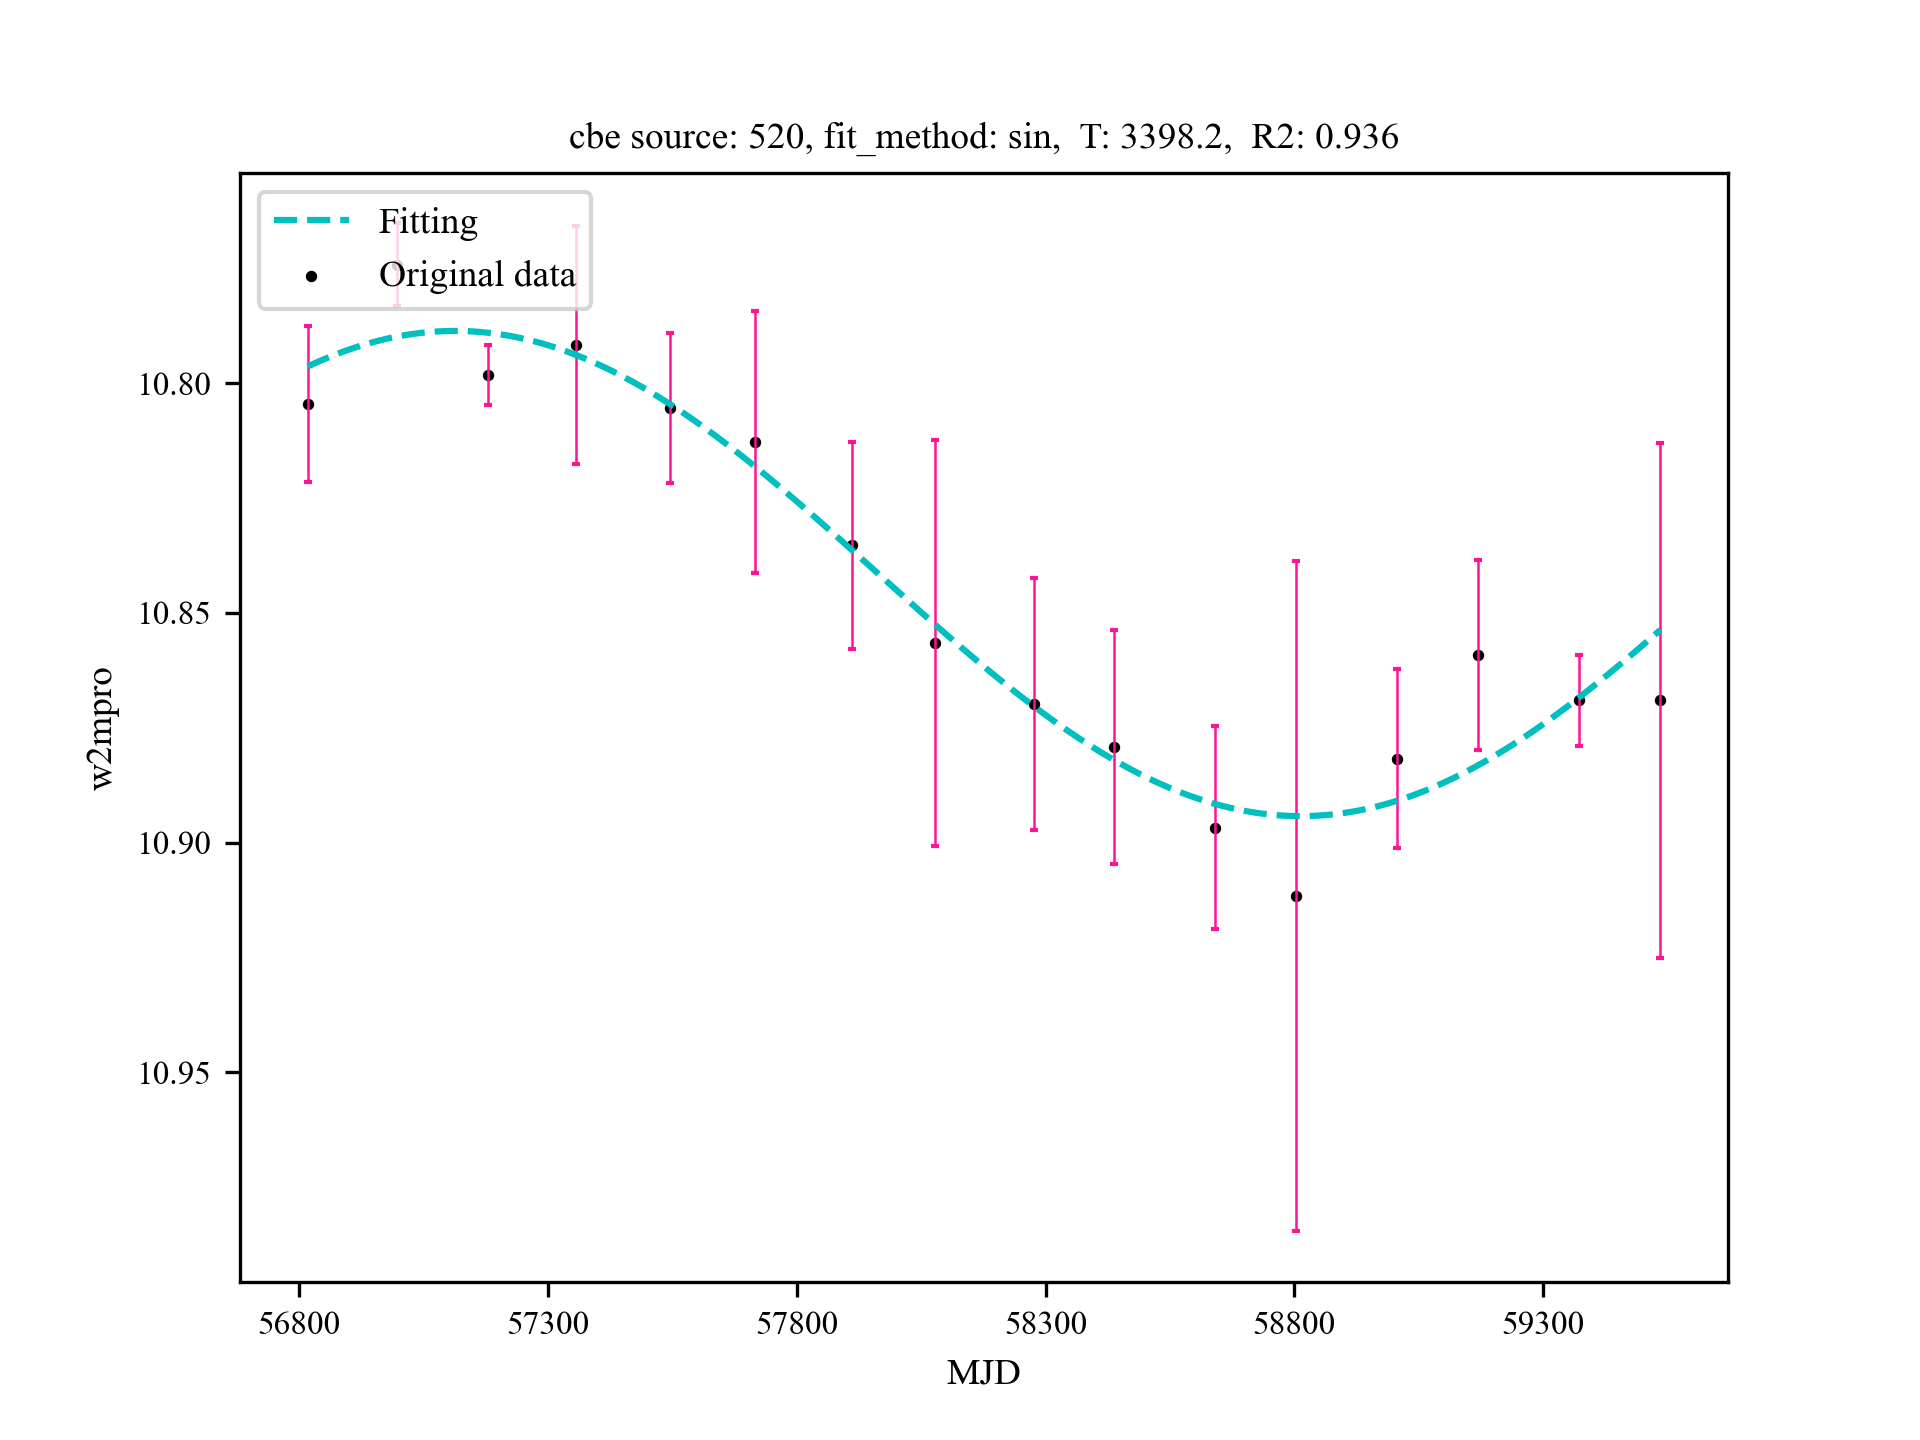 cbe source: 520, fit_method: sin,  T: 3398.2,  R2: 0.936
Fitting
Original data
10.80
10.85
10.90
10.95
w2mpro
56800
57300
57800
58300
58800
59300
MJD